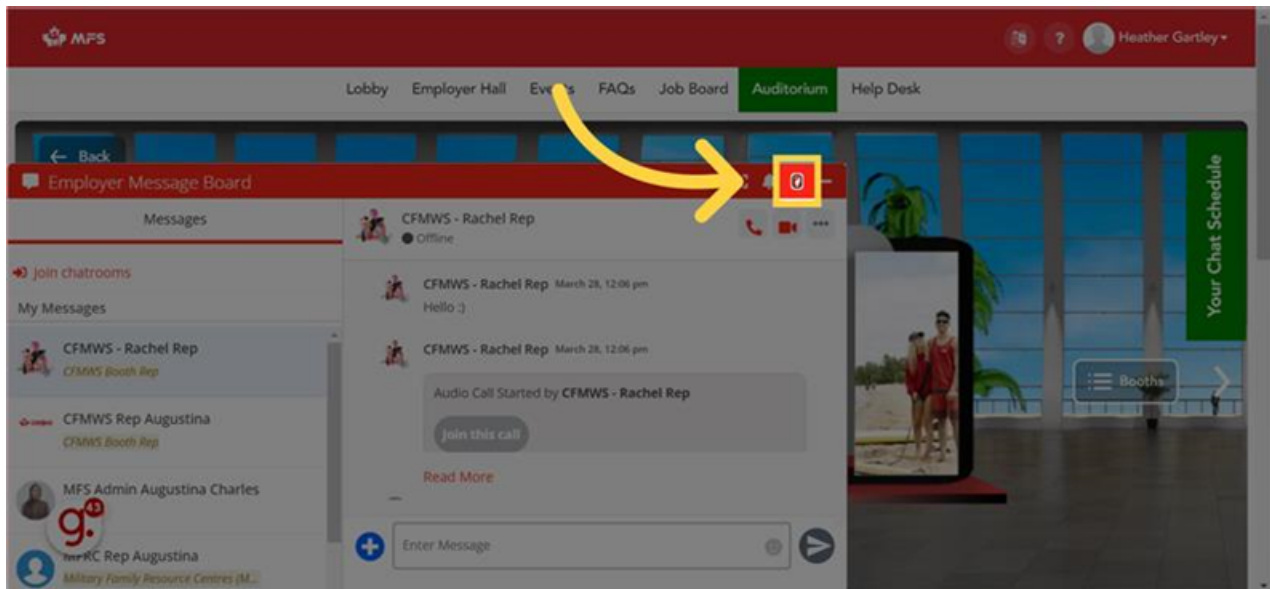 MFS
? Heather Gartley
Lobby Employer Hall Events FAQs Job Board Auditorium Help Desk
← Back
Your Chat Schedule
Employer Message Board
Messages
Join chatrooms
My Messages
CFMWS - Rachel Rep
CFMWS Booth Rep
CFMWS Rep Augustina
CFMWS Booth Rep
MFS Admin Augustina Charles
g. 43
MFRC Rep Augustina
Military Family Resource Centres (M...
CFMWS - Rachel Rep
Offline
CFMWS - Rachel Rep March 28, 12:06 pm
Hello :)
CFMWS - Rachel Rep March 28, 12:06 pm
Audio Call Started by CFMWS - Rachel Rep
Join this call
Read More
Enter Message
Booths